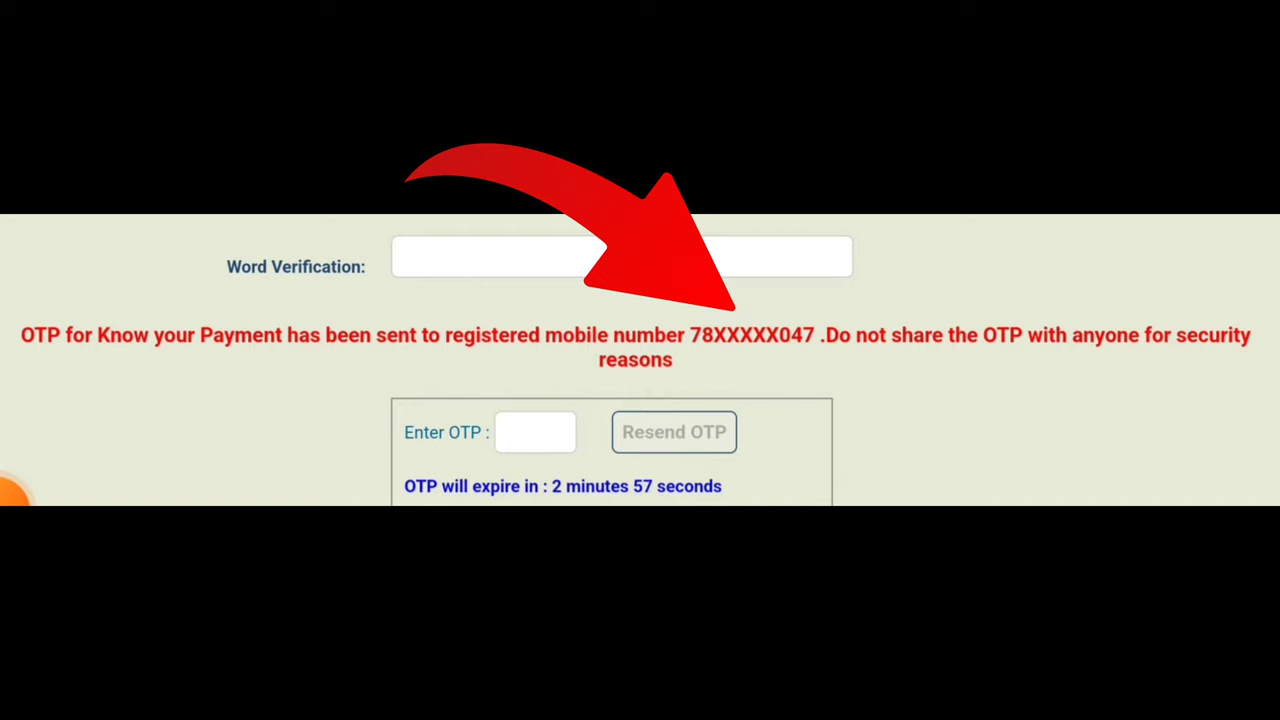 Word Verification:
OTP for Know your Payment has been sent to registered mobile number 78XXXXX047 .Do not share the OTP with anyone for security
reasons
Enter OTP : Resend OTP
OTP will expire in : 2 minutes 57 seconds